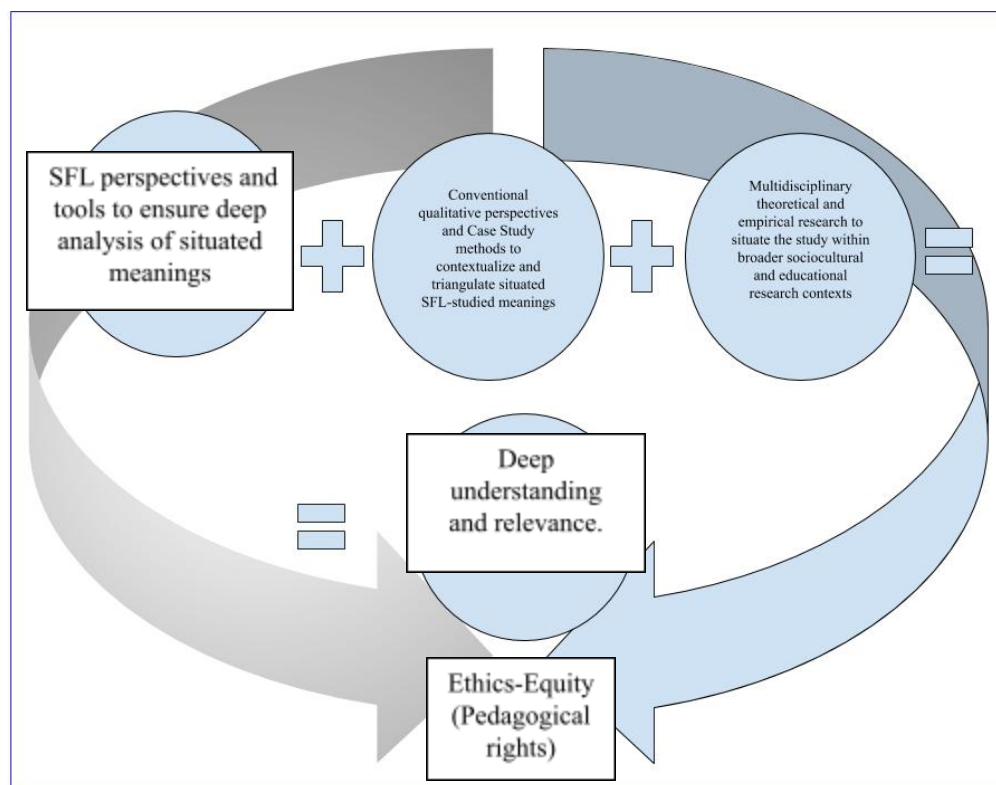 SFL perspectives and
tools to ensure deep
analysis of situated
meanings
Conventional
qualitative perspectives
and Case Study
methods to
contextualize and
triangulate situated
SFL-studied meanings
Multidisciplinary
theoretical and
empirical research to
situate the study within
broader sociocultural
and educational
research contexts
Deep
understanding
and relevance.
Ethics-Equity
(Pedagogical
rights)